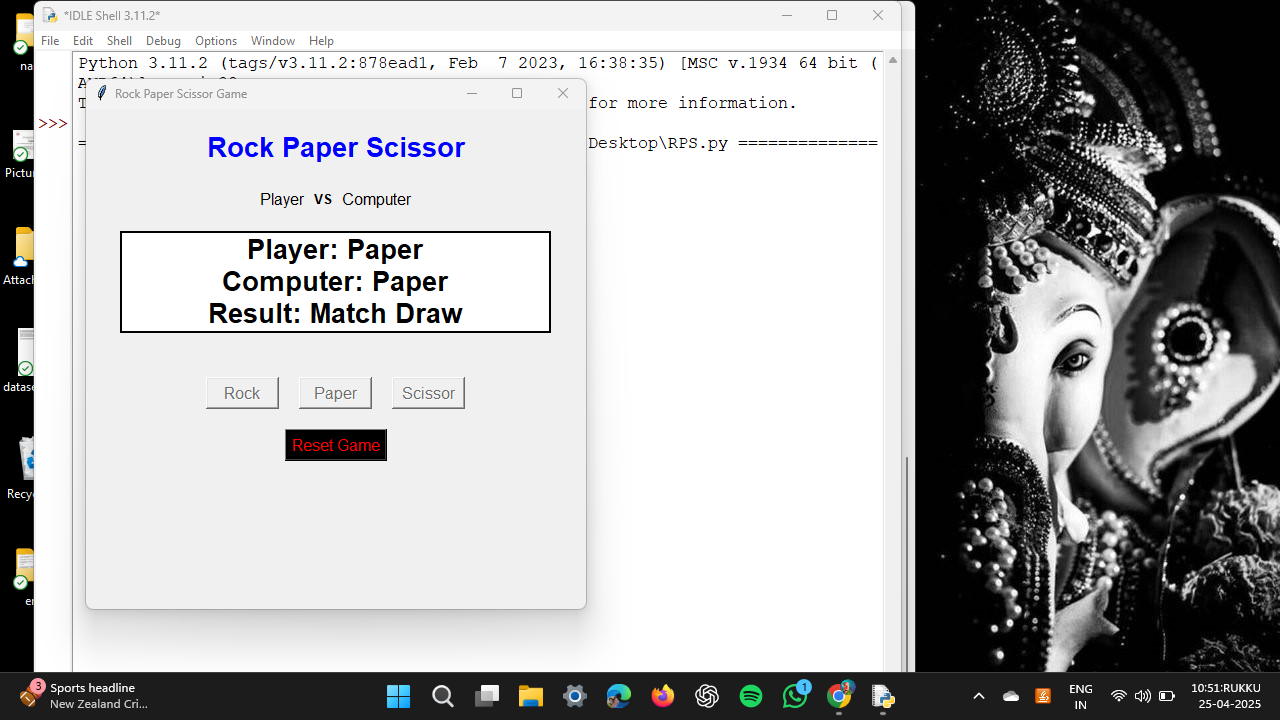 *IDLE Shell 3.11.2*
File Edit Shell Debug Options Window Help
Python 3.11.2 (tags/v3.11.2:878ead1, Feb  7 2023, 16:38:35) [MSC v.1934 64 bit (
for more information.
>>>
Desktop\RPS.py ==============
Rock Paper Scissor Game
Rock Paper Scissor
Player VS Computer
Player: Paper
Computer: Paper
Result: Match Draw
Rock Paper Scissor
Reset Game
na
Pictur
Attach
datase
Recyc
er
3
Sports headline
New Zealand Cri...
1
ENG
IN
10:51:RUKKU
25-04-2025